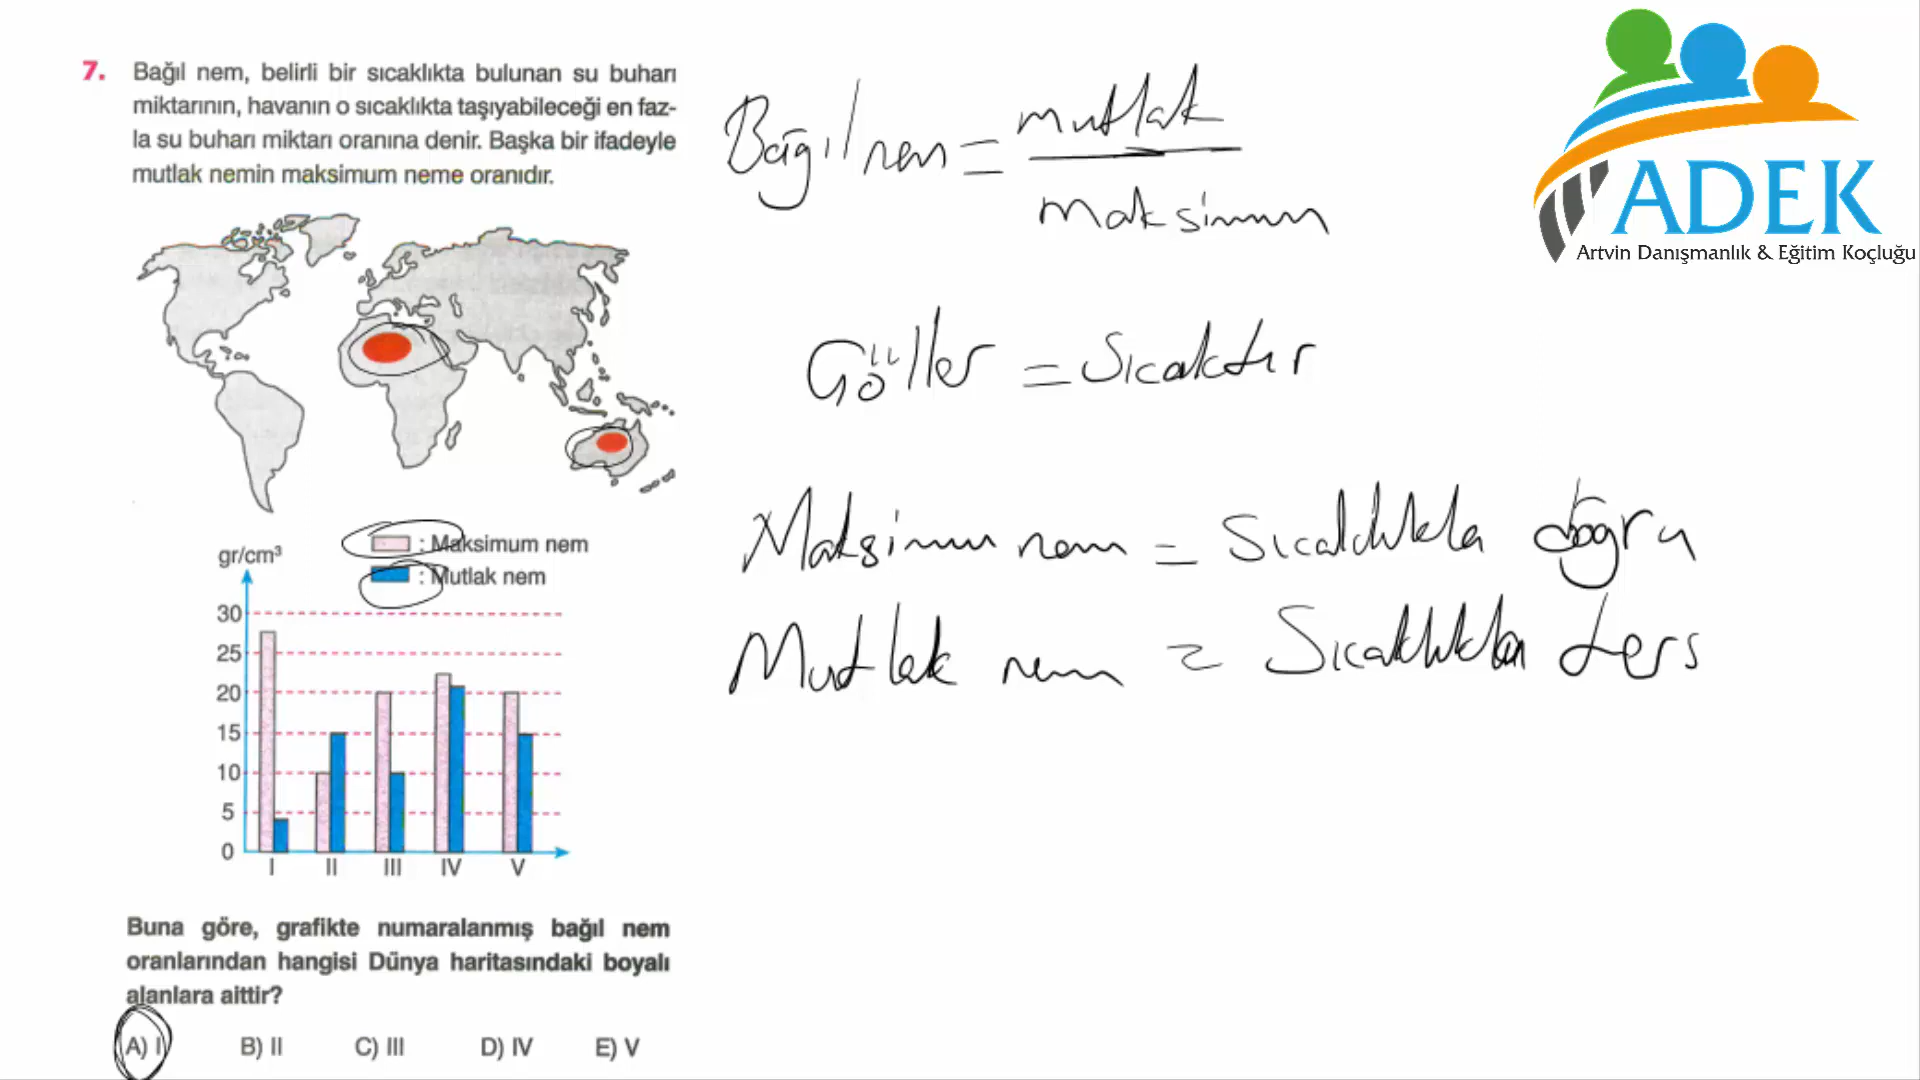 7. Bağıl nem, belirli bir sıcaklıkta bulunan su buharı
miktarının, havanın o sıcaklıkta taşıyabileceği en faz-
la su buharı miktarı oranına denir. Başka bir ifadeyle
mutlak nemin maksimum neme oranıdır.
gr/cm³
: Maksimum nem
: Mutlak nem
30
25
20
15
10
5
0
I II III IV V
Buna göre, grafikte numaralanmış bağıl nem
oranlarından hangisi Dünya haritasındaki boyalı
alanlara aittir?
A) I B) II C) III D) IV E) V
Bağıl nem = mutlak
maksimum
= Sıcaktır
Maksimum nem = Sıcaklıkla doğru
Mutlak nem = Sıcaklıkla ters
ADEK
Artvin Danışmanlık & Eğitim Koçluğu